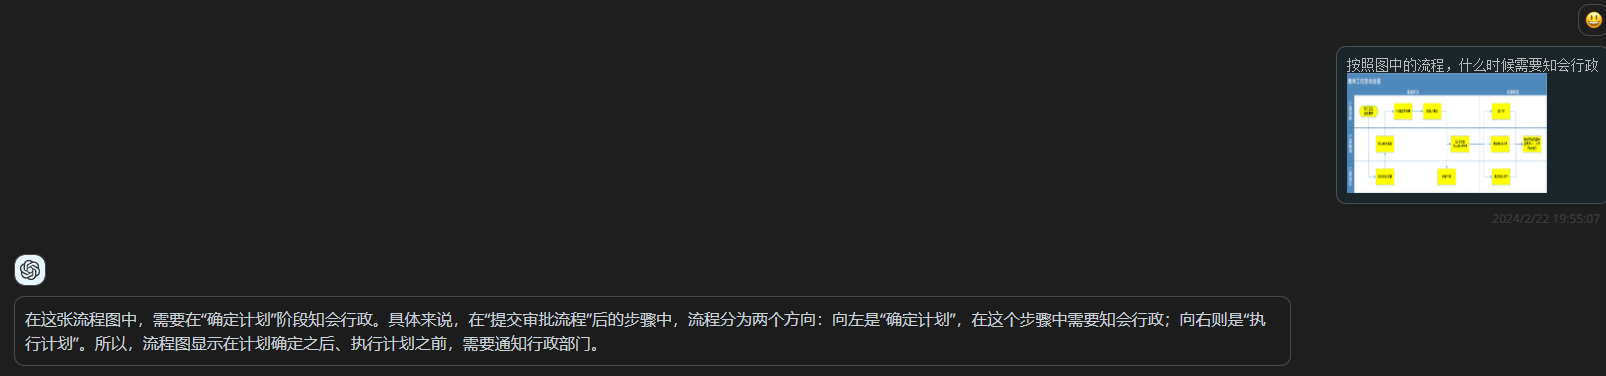 按照图中的流程，什么时候需要知会行政
2024/2/22 19:55:07
在这张流程图中，需要在“确定计划”阶段知会行政。具体来说，在“提交审批流程”后的步骤中，流程分为两个方向：向左是“确定计划”，在这个步骤中需要知会行政；向右则是“执
行计划”。所以，流程图显示在计划确定之后、执行计划之前，需要通知行政部门。